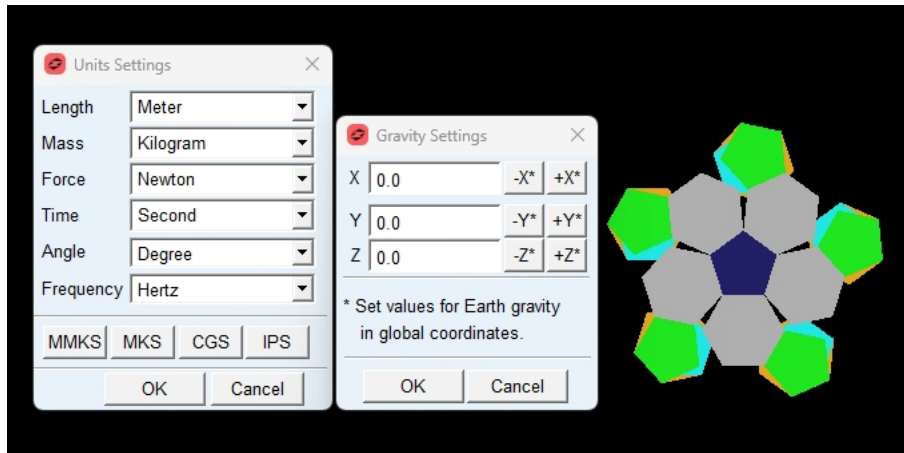 Units Settings
Length Meter
Mass Kilogram
Force Newton
Time Second
Angle Degree
Frequency Hertz
MMKS MKS CGS IPS
OK Cancel
Gravity Settings
X 0.0 -X* +X*
Y 0.0 -Y* +Y*
Z 0.0 -Z* +Z*
* Set values for Earth gravity
in global coordinates.
OK Cancel